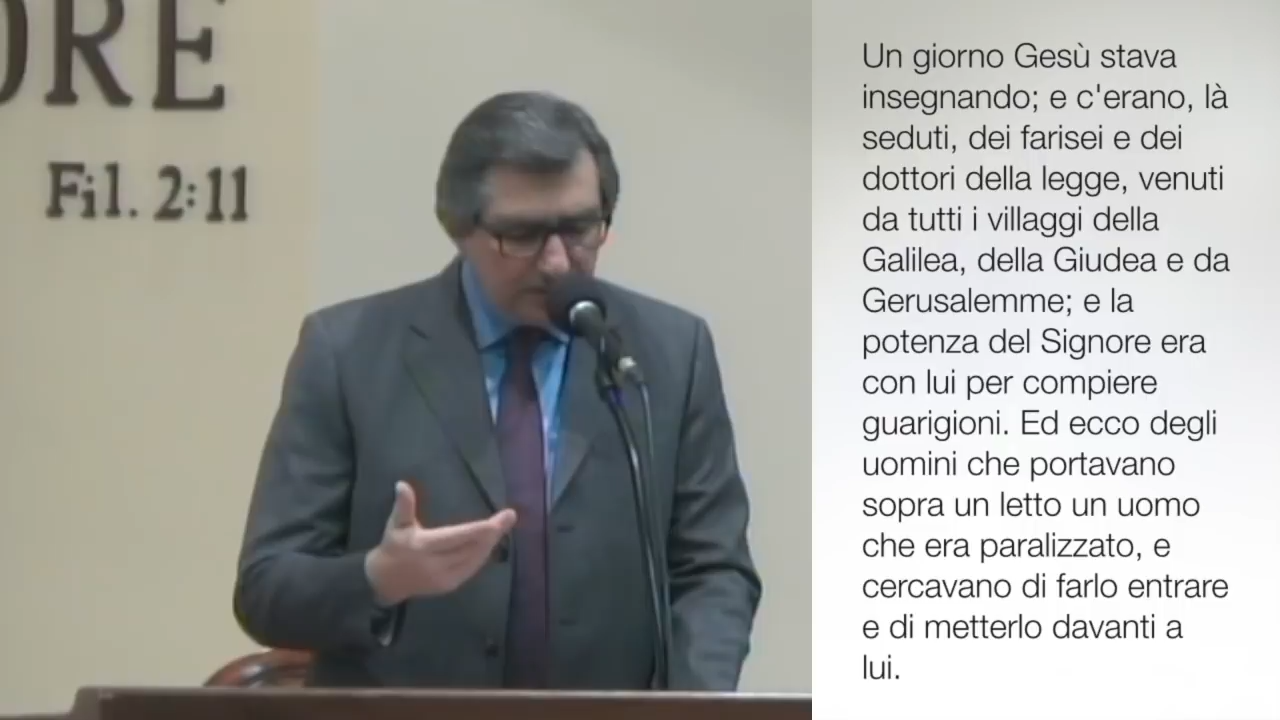 ORE
Fil. 2:11
Un giorno Gesù stava
insegnando; e c'erano, là
seduti, dei farisei e dei
dottori della legge, venuti
da tutti i villaggi della
Galilea, della Giudea e da
Gerusalemme; e la
potenza del Signore era
con lui per compiere
guarigioni. Ed ecco degli
uomini che portavano
sopra un letto un uomo
che era paralizzato, e
cercavano di farlo entrare
e di metterlo davanti a
lui.